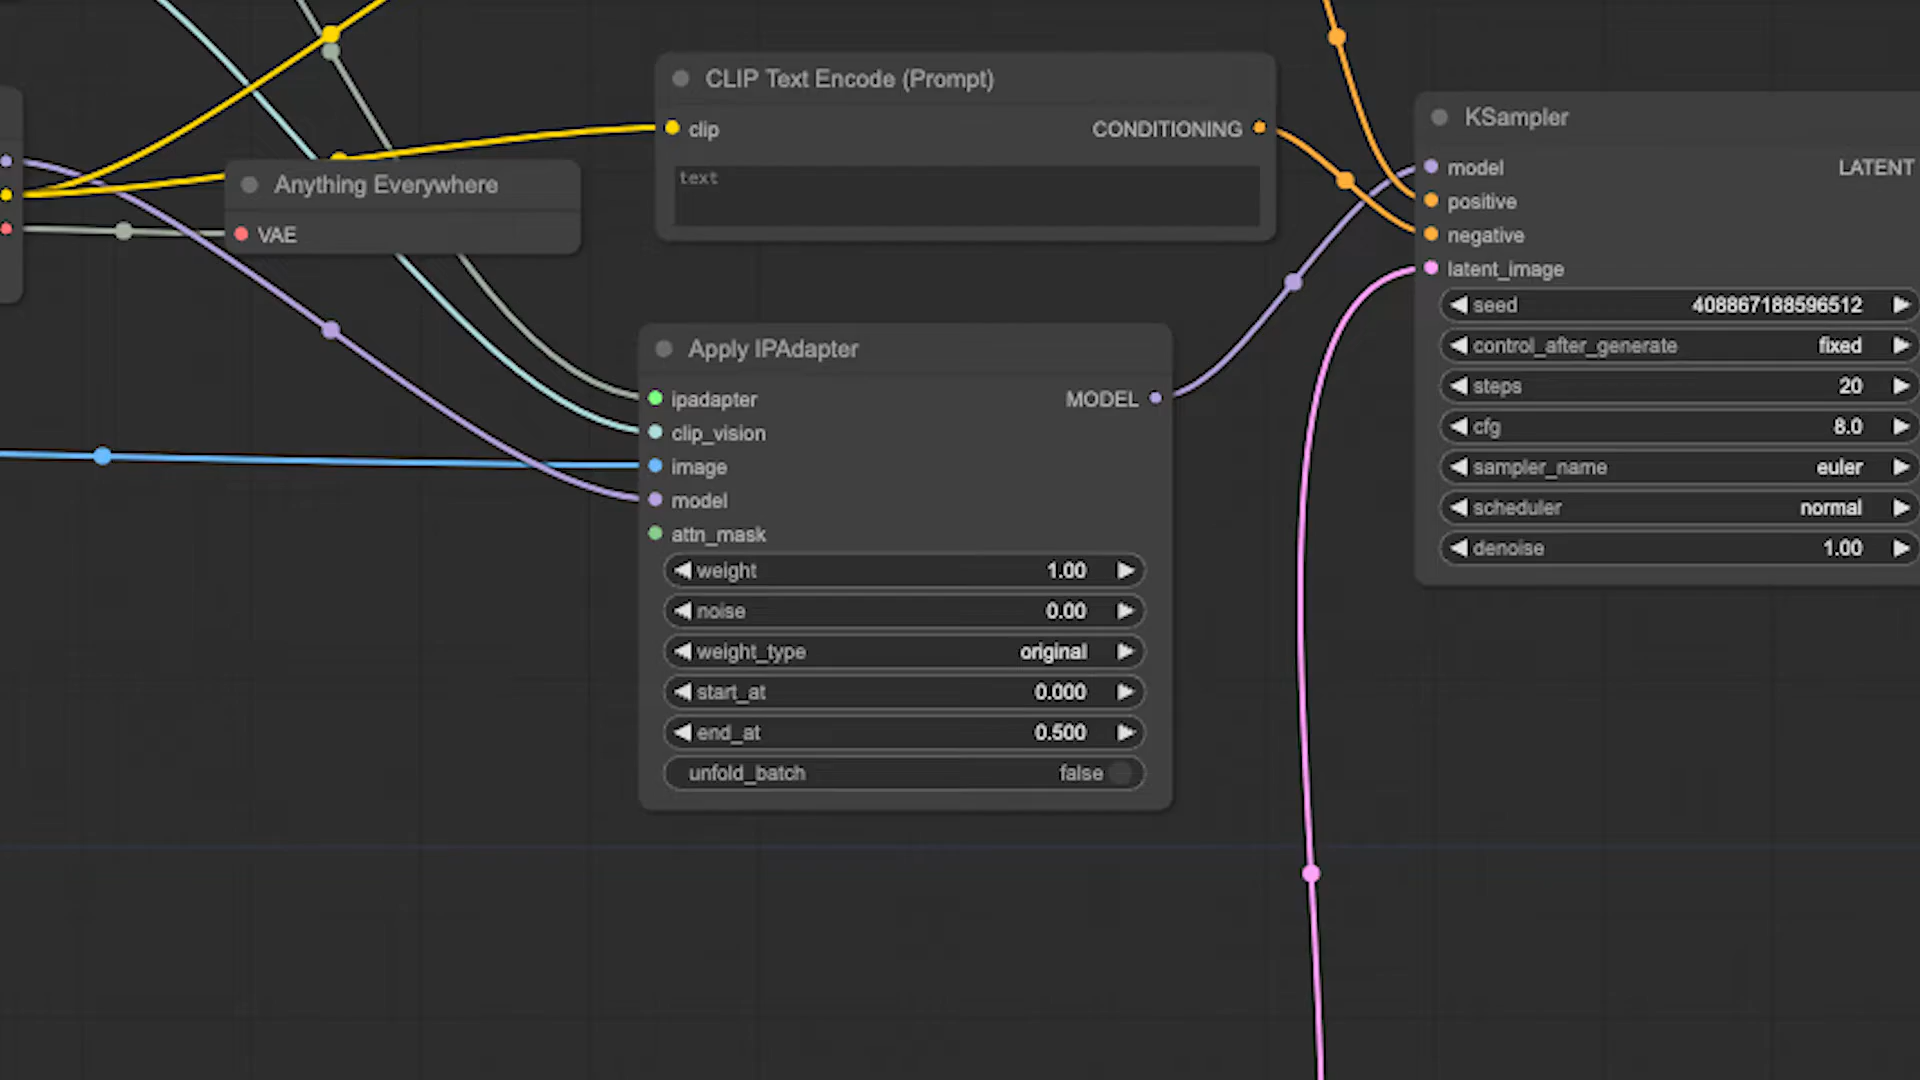 CLIP Text Encode (Prompt)
clip CONDITIONING
text
Anything Everywhere
VAE
Apply IPAdapter
ipadapter MODEL
clip_vision
image
model
attn_mask
weight 1.00
noise 0.00
weight_type original
start_at 0.000
end_at 0.500
unfold_batch false
KSampler
model LATENT
positive
negative
latent_image
seed 408867188596512
control_after_generate fixed
steps 20
cfg 8.0
sampler_name euler
scheduler normal
denoise 1.00